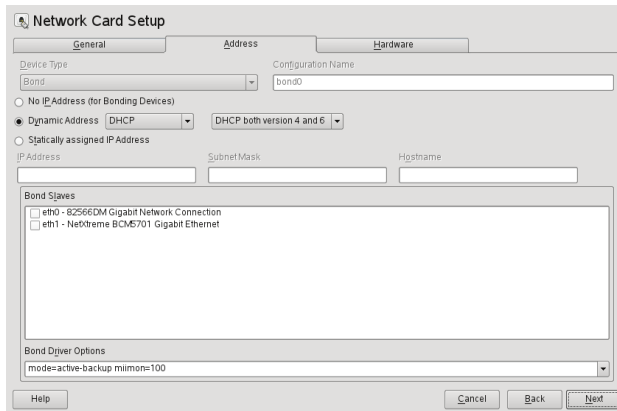 Network Card Setup
General Address Hardware
Device Type Configuration Name
Bond bond0
No IP Address (for Bonding Devices)
Dynamic Address DHCP DHCP both version 4 and 6
Statically assigned IP Address
IP Address Subnet Mask Hostname
Bond Slaves
eth0 - 82566DM Gigabit Network Connection
eth1 - NetXtreme BCM5701 Gigabit Ethernet
Bond Driver Options
mode=active-backup miimon=100
Help Cancel Back Next